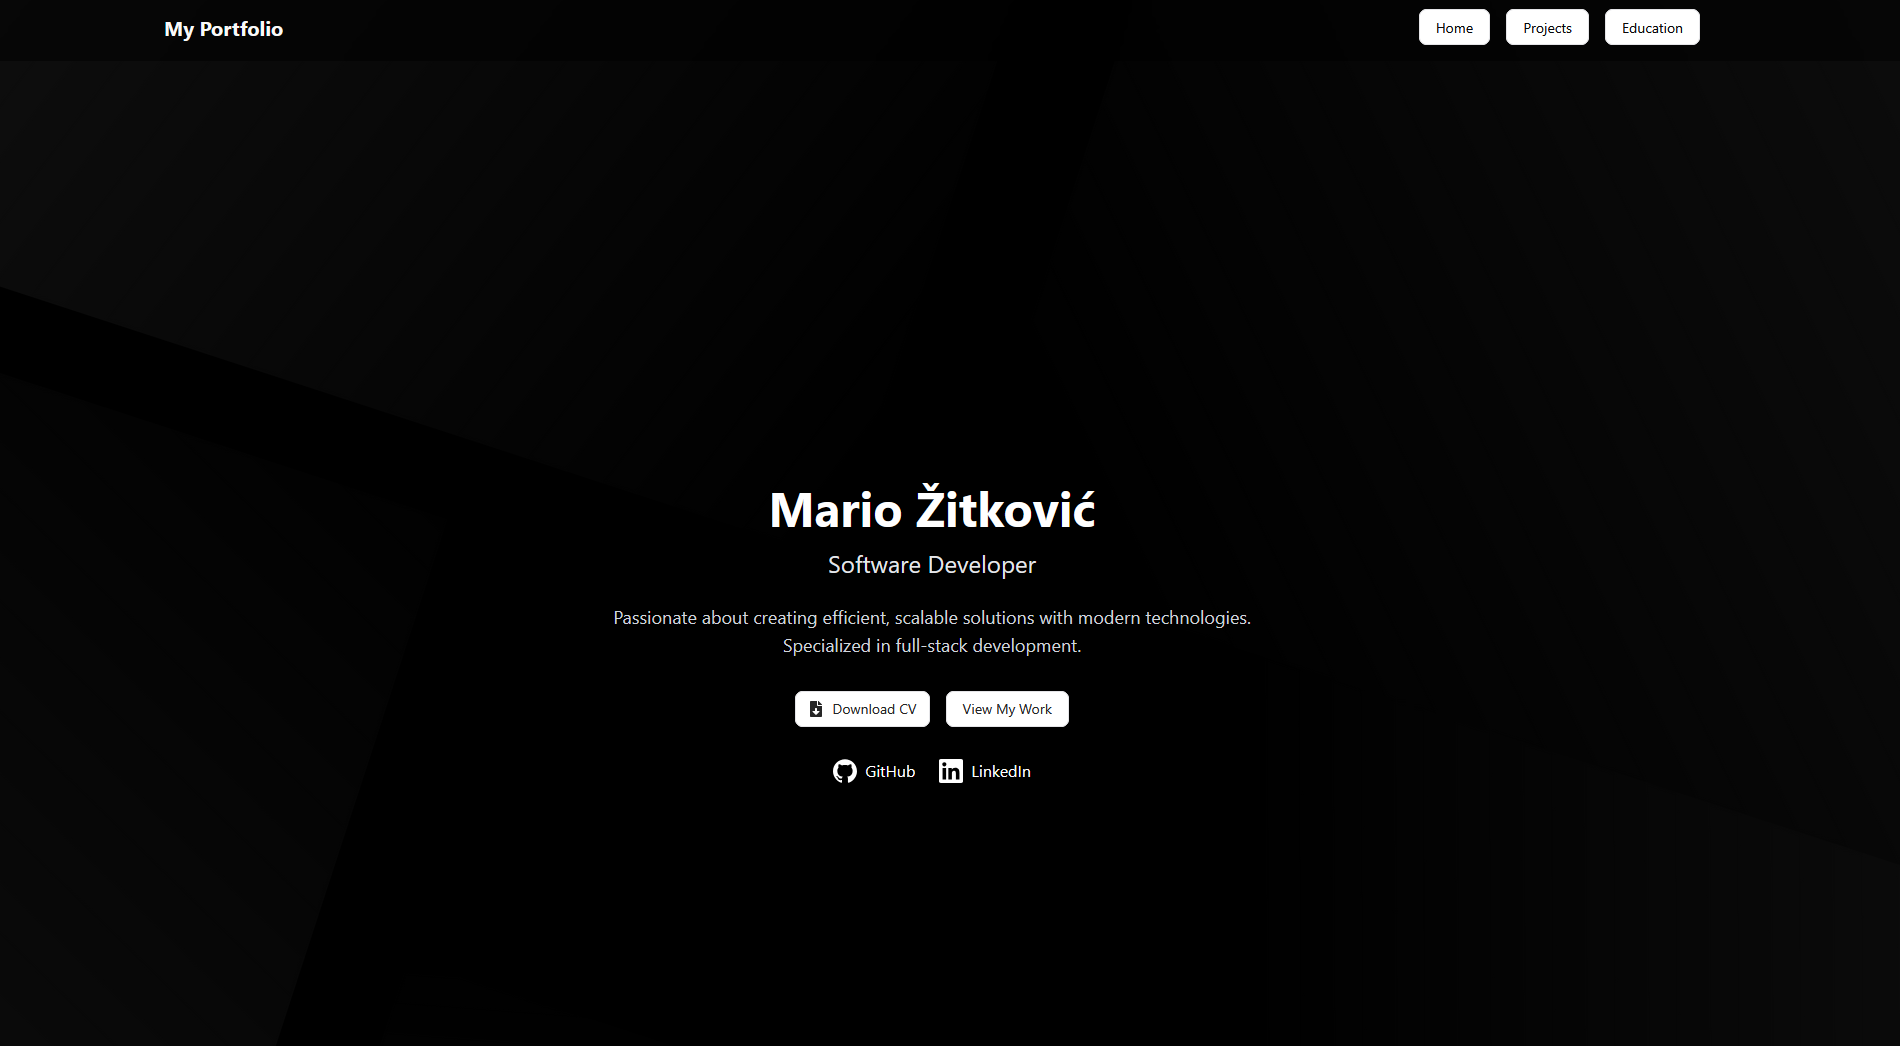 My Portfolio
Home
Projects
Education
Mario Žitković
Software Developer
Passionate about creating efficient, scalable solutions with modern technologies.
Specialized in full-stack development.
Download CV
View My Work
GitHub
LinkedIn